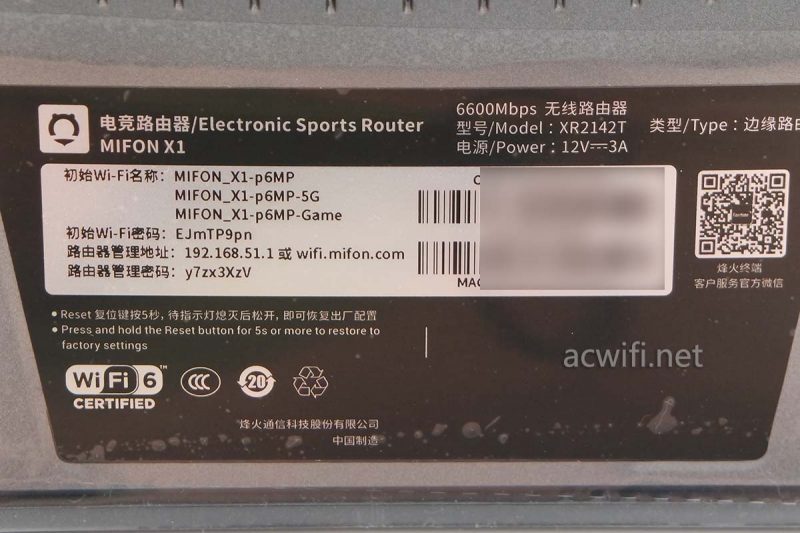 电竞路由器/Electronic Sports Router
MIFON X1
6600Mbps 无线路由器
型号/Model: XR2142T
类型/Type: 边缘路由
电源/Power: 12V⎓3A
初始Wi-Fi名称: MIFON_X1-p6MP
MIFON_X1-p6MP-5G
MIFON_X1-p6MP-Game
初始Wi-Fi密码: EJmTP9pn
路由器管理地址: 192.168.51.1 或 wifi.mifon.com
路由器管理密码: y7zx3XzV
MAC
烽火终端
客户服务官方微信
• Reset 复位键按5秒，待指示灯熄灭后松开，即可恢复出厂配置
• Press and hold the Reset button for 5s or more to restore to
factory settings
acwifi.net
Wi Fi 6™
CERTIFIED
CCC
20
烽火通信科技股份有限公司
中国制造